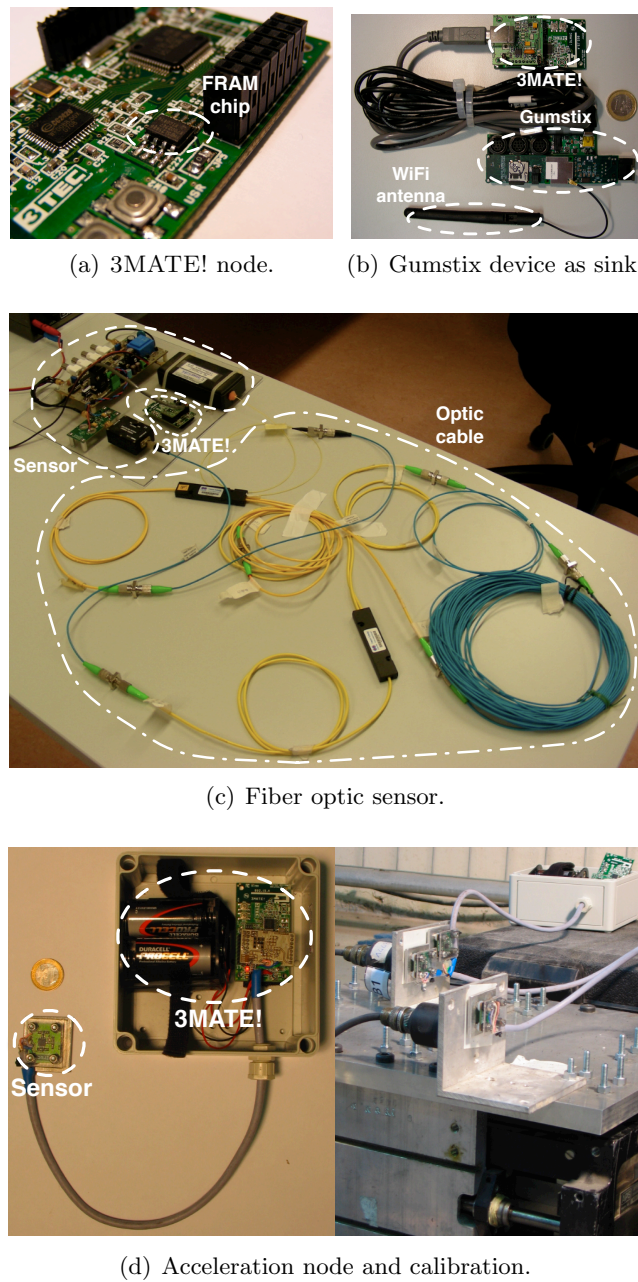 FRAM
chip
3TEC
USR
(a) 3MATE! node.
3MATE!
Gumstix
WiFi
antenna
(b) Gumstix device as sink
Optic
cable
3MATE!
Sensor
(c) Fiber optic sensor.
DURACELL
PROCELL
3MATE!
Sensor
(d) Acceleration node and calibration.